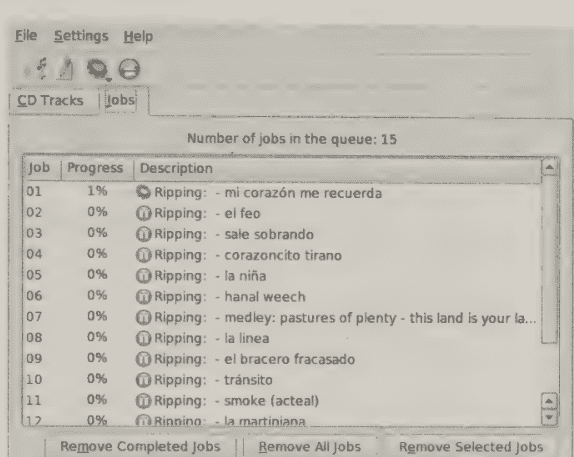 File Settings Help
CD Tracks Jobs
Number of jobs in the queue: 15
Job Progress Description
01 1% Ripping: - mi corazón me recuerda
02 0% Ripping: - el feo
03 0% Ripping: - sale sobrando
04 0% Ripping: - corazoncito tirano
05 0% Ripping: - la niña
06 0% Ripping: - hanal weech
07 0% Ripping: - medley: pastures of plenty - this land is your la...
08 0% Ripping: - la linea
09 0% Ripping: - el bracero fracasado
10 0% Ripping: - tránsito
11 0% Ripping: - smoke (acteal)
12 0% Ripping: - la martiniana
Remove Completed Jobs Remove All Jobs Remove Selected Jobs